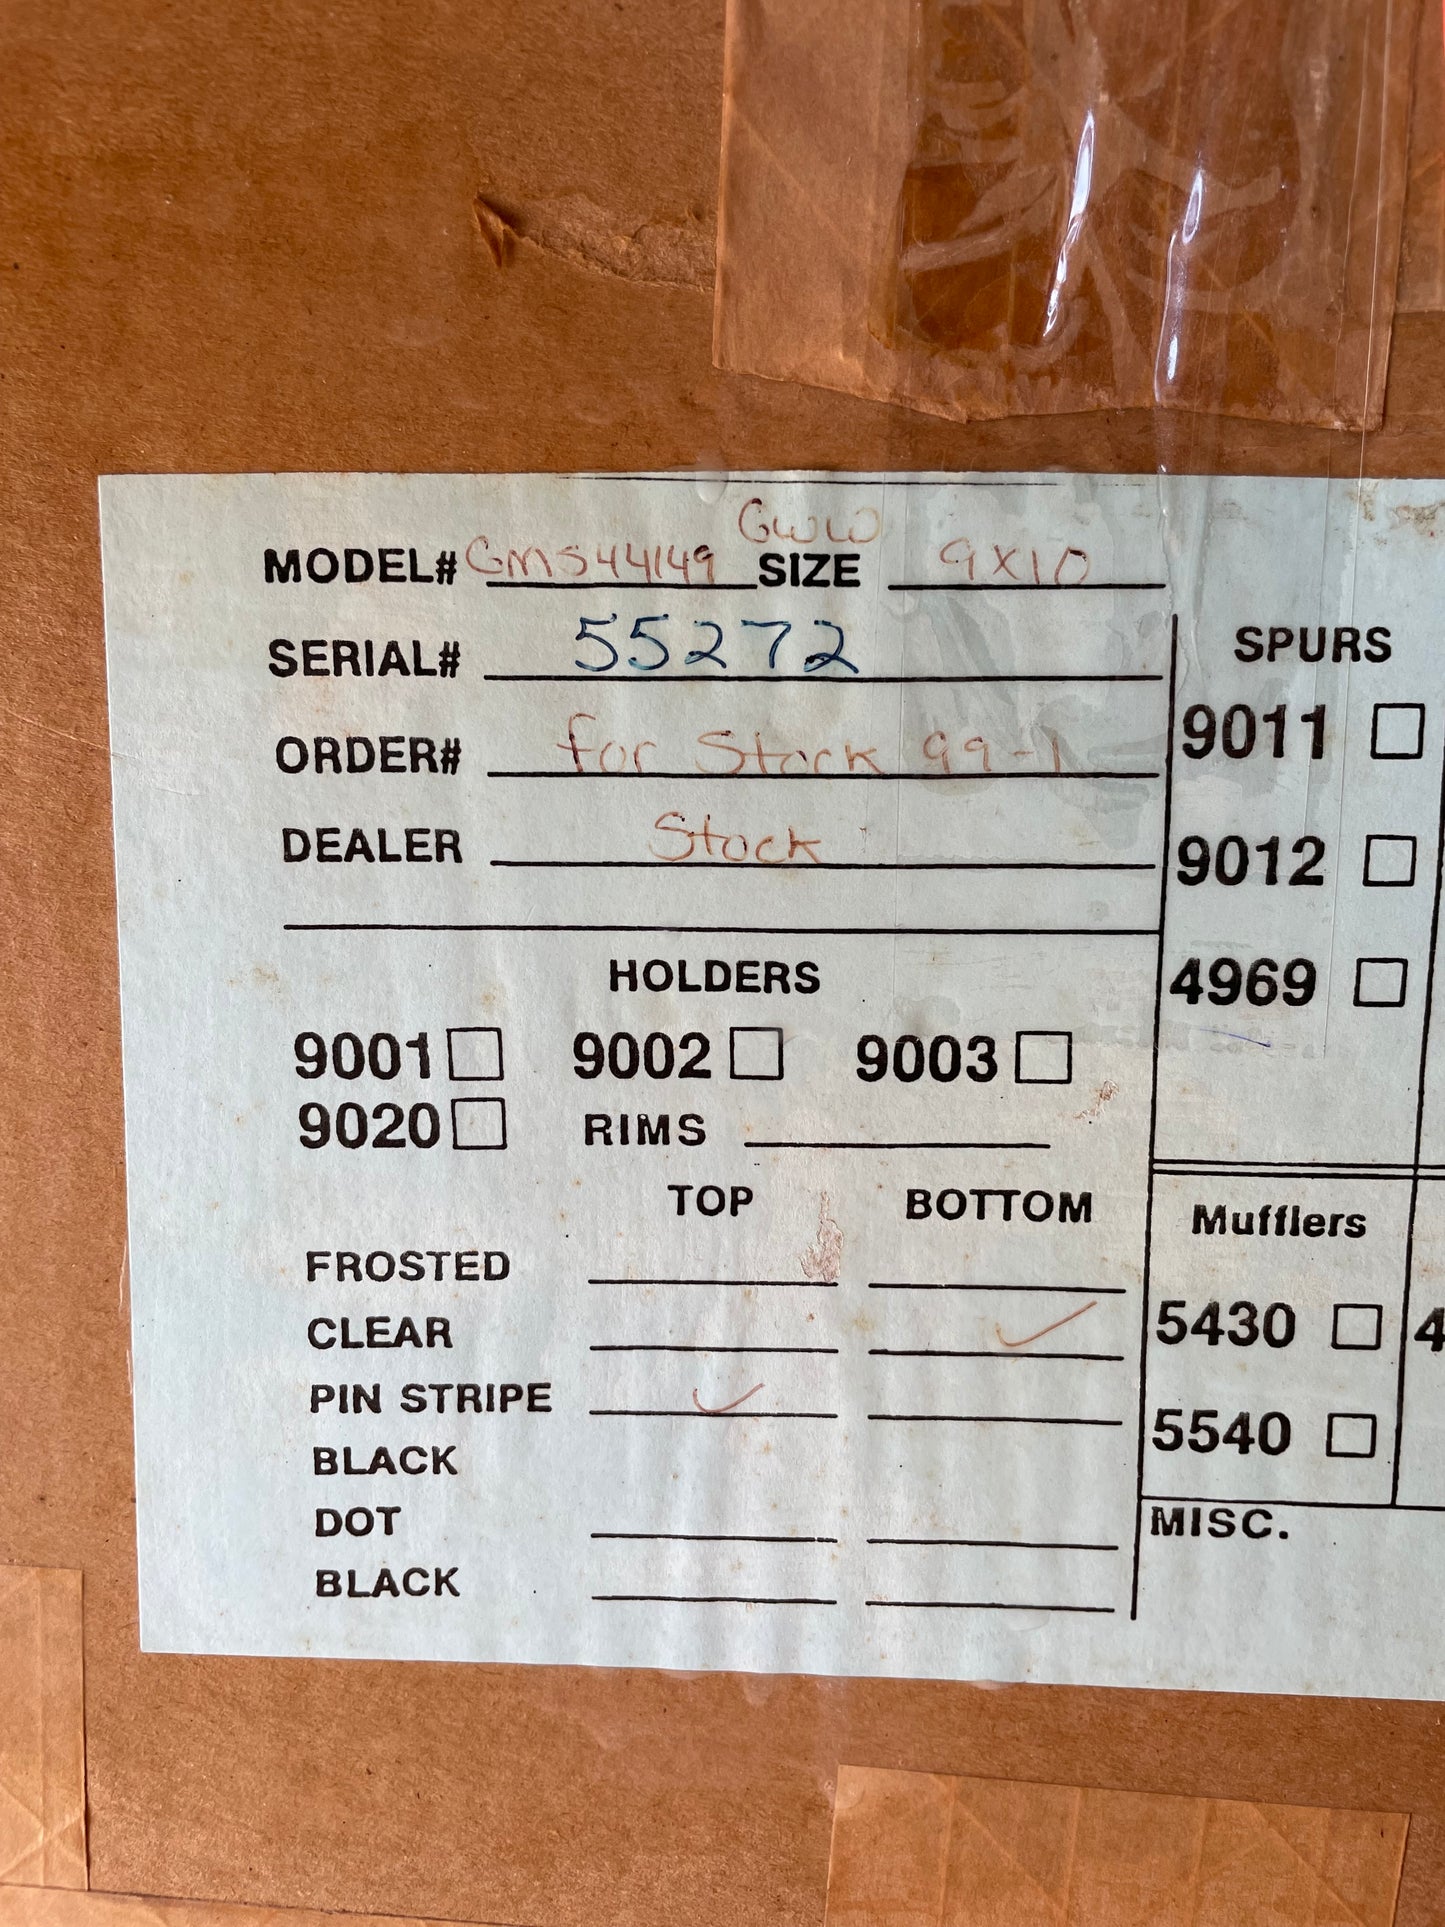 GWW
MODEL# GMS44149 SIZE 9X10
SERIAL# 55272
ORDER# for Stock 99-1
DEALER Stock
SPURS
9011
9012
4969
HOLDERS
9001 9002 9003
9020 RIMS
TOP BOTTOM
FROSTED
CLEAR ✓
PIN STRIPE ✓
BLACK
DOT
BLACK
Mufflers
5430 4
5540
MISC.